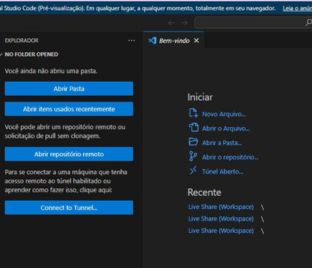 l Studio Code (Pré-visualização). Em qualquer lugar, a qualquer momento, totalmente em seu navegador. Leia o anún
EXPLORADOR
Bem-vindo
NO FOLDER OPENED
Você ainda não abriu uma pasta.
Abrir Pasta
Abrir itens usados recentemente
Você pode abrir um repositório remoto ou
solicitação de pull sem clonagem.
Abrir repositório remoto
Para se conectar a uma máquina que tenha
acesso remoto ao túnel habilitado ou
aprender como fazer isso, clique aqui:
Connect to Tunnel...
Iniciar
Novo Arquivo...
Abrir o Arquivo...
Abrir a Pasta...
Abrir o repositório...
Túnel Aberto...
Recente
Live Share (Workspace) \
Live Share (Workspace) \
Live Share (Workspace) \